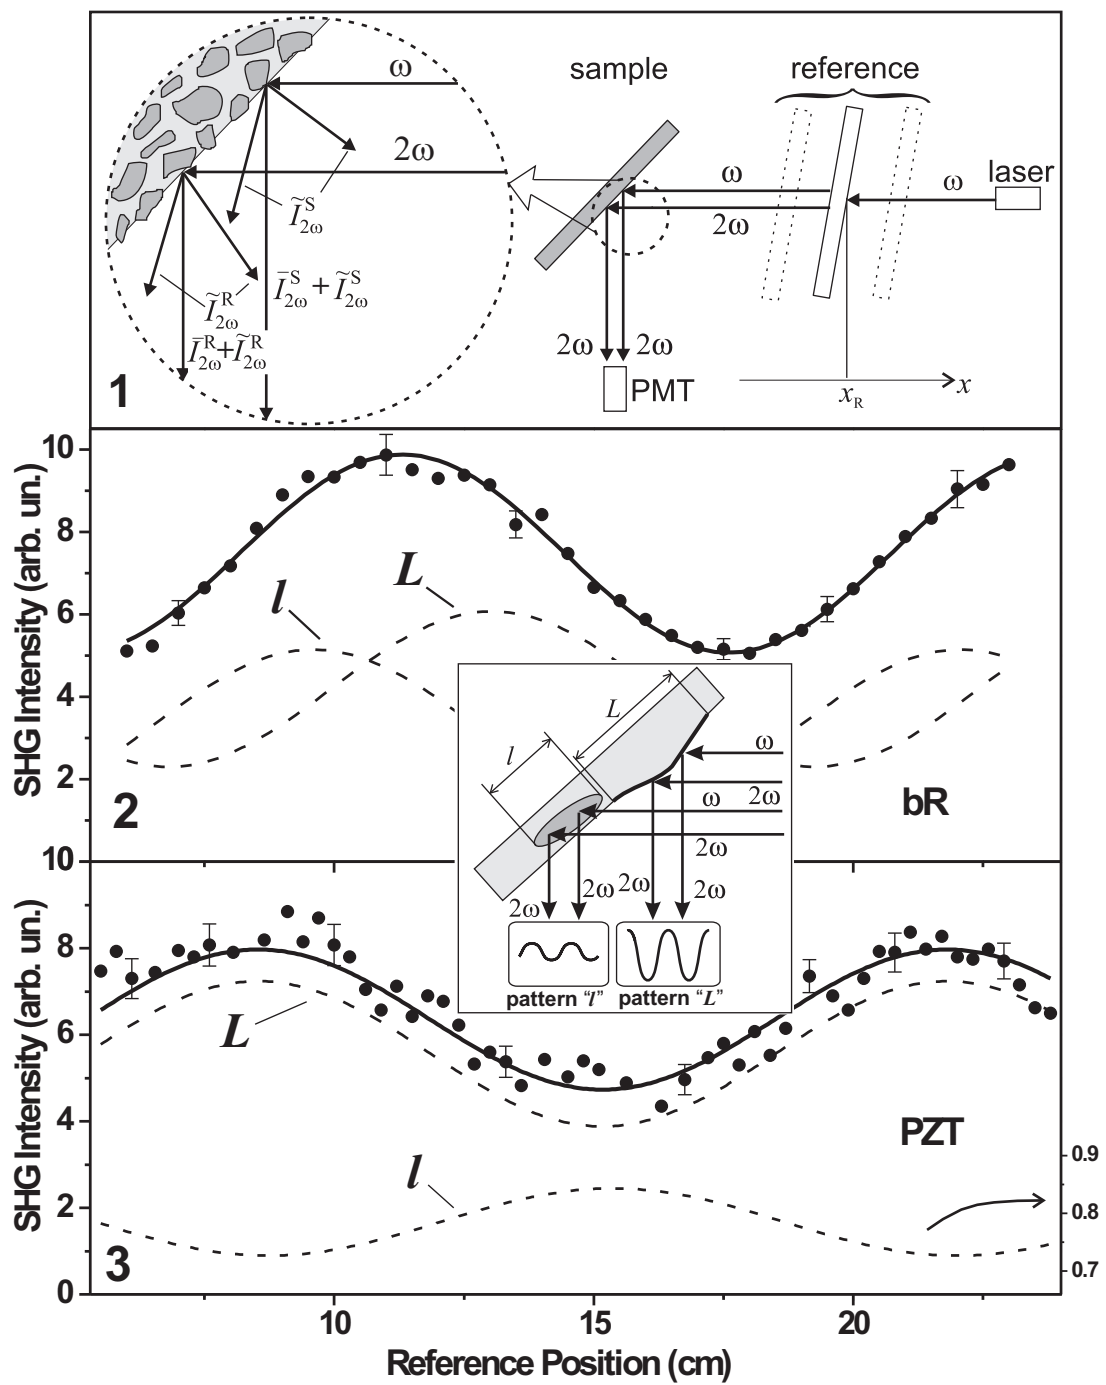 sample
reference
laser
ω
ω
2ω
ω
2ω
2ω
2ω
PMT
x
x_R
Ĩ^S_2ω
Ī^S_2ω + Ĩ^S_2ω
Ĩ^R_2ω
Ī^R_2ω+Ĩ^R_2ω
1
SHG Intensity (arb. un.)
10
8
6
4
2
L
l
2
bR
L
l
ω
2ω
ω
2ω
2ω
2ω
2ω
2ω
pattern “l”
pattern “L”
SHG Intensity (arb. un.)
10
8
6
4
2
0
L
l
PZT
3
0.9
0.8
0.7
10
15
20
Reference Position (cm)